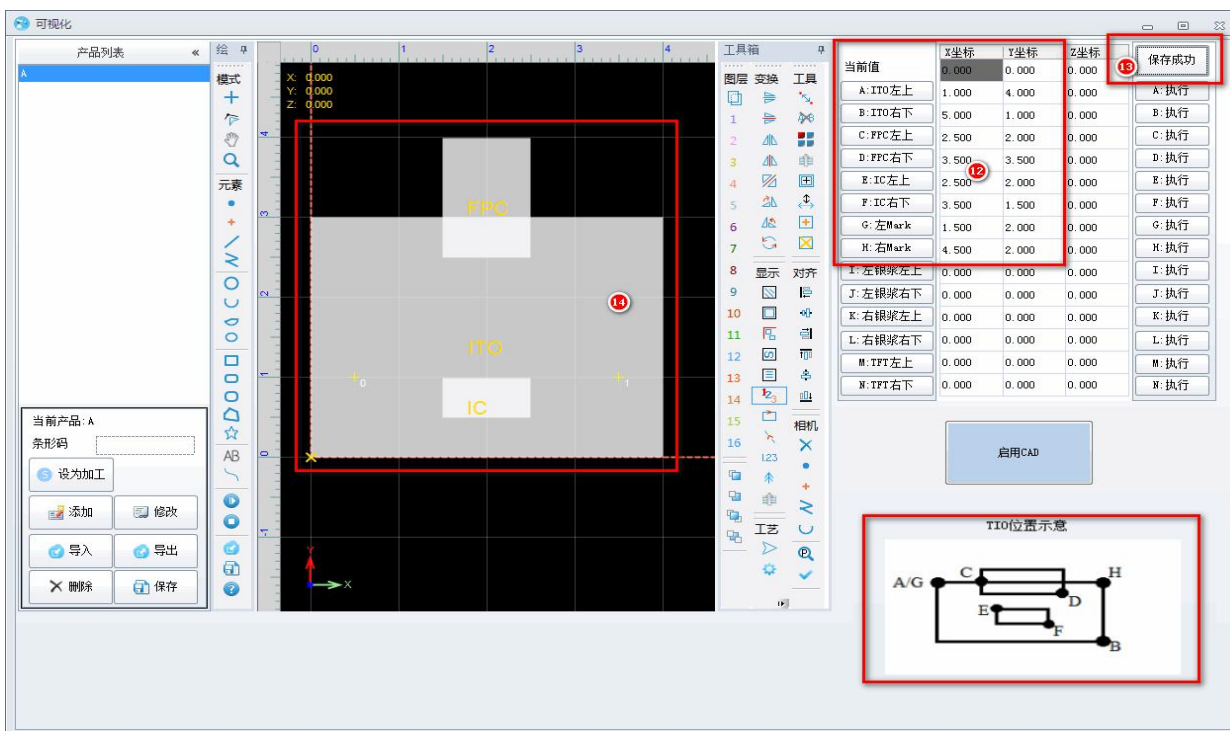 可视化
产品列表 «
A
当前产品: A
条形码
设为加工
添加 修改
导入 导出
删除 保存
绘
模式
元素
AB
0 1 2 3 4
X: 0.000
Y: 0.000
Z: 0.000
4
3
2
1
0
-1
FPC
ITO
IC
0
1
14
Y
X
工具箱
图层 变换 工具
1
2
3
4
5
6
7
8 显示 对齐
9
10
11
12
13
14
15 相机
16
123
工艺
X坐标 Y坐标 Z坐标
当前值 0.000 0.000 0.000
A:ITO左上 1.000 4.000 0.000 A:执行
B:ITO右下 5.000 1.000 0.000 B:执行
C:FPC左上 2.500 2.000 0.000 C:执行
D:FPC右下 3.500 3.500 0.000 D:执行
E:IC左上 2.500 2.000 0.000 E:执行
F:IC右下 3.500 1.500 0.000 F:执行
G:左Mark 1.500 2.000 0.000 G:执行
H:右Mark 4.500 2.000 0.000 H:执行
I:左银浆左上 0.000 0.000 0.000 I:执行
J:左银浆右下 0.000 0.000 0.000 J:执行
K:右银浆左上 0.000 0.000 0.000 K:执行
L:右银浆右下 0.000 0.000 0.000 L:执行
M:TFT左上 0.000 0.000 0.000 M:执行
N:TFT右下 0.000 0.000 0.000 N:执行
12
13
保存成功
启用CAD
TIO位置示意
A/G C H
D
E
F
B